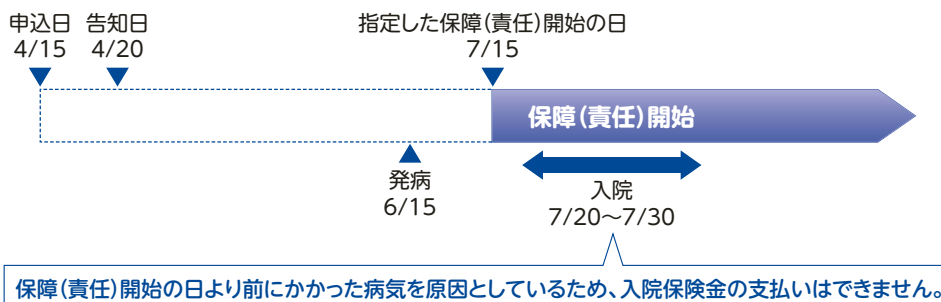 申込日 告知日 指定した保障(責任)開始の日
4/15 4/20 7/15
保障(責任)開始
発病 入院
6/15 7/20~7/30
保障(責任)開始の日より前にかかった病気を原因としているため、入院保険金の支払いはできません。